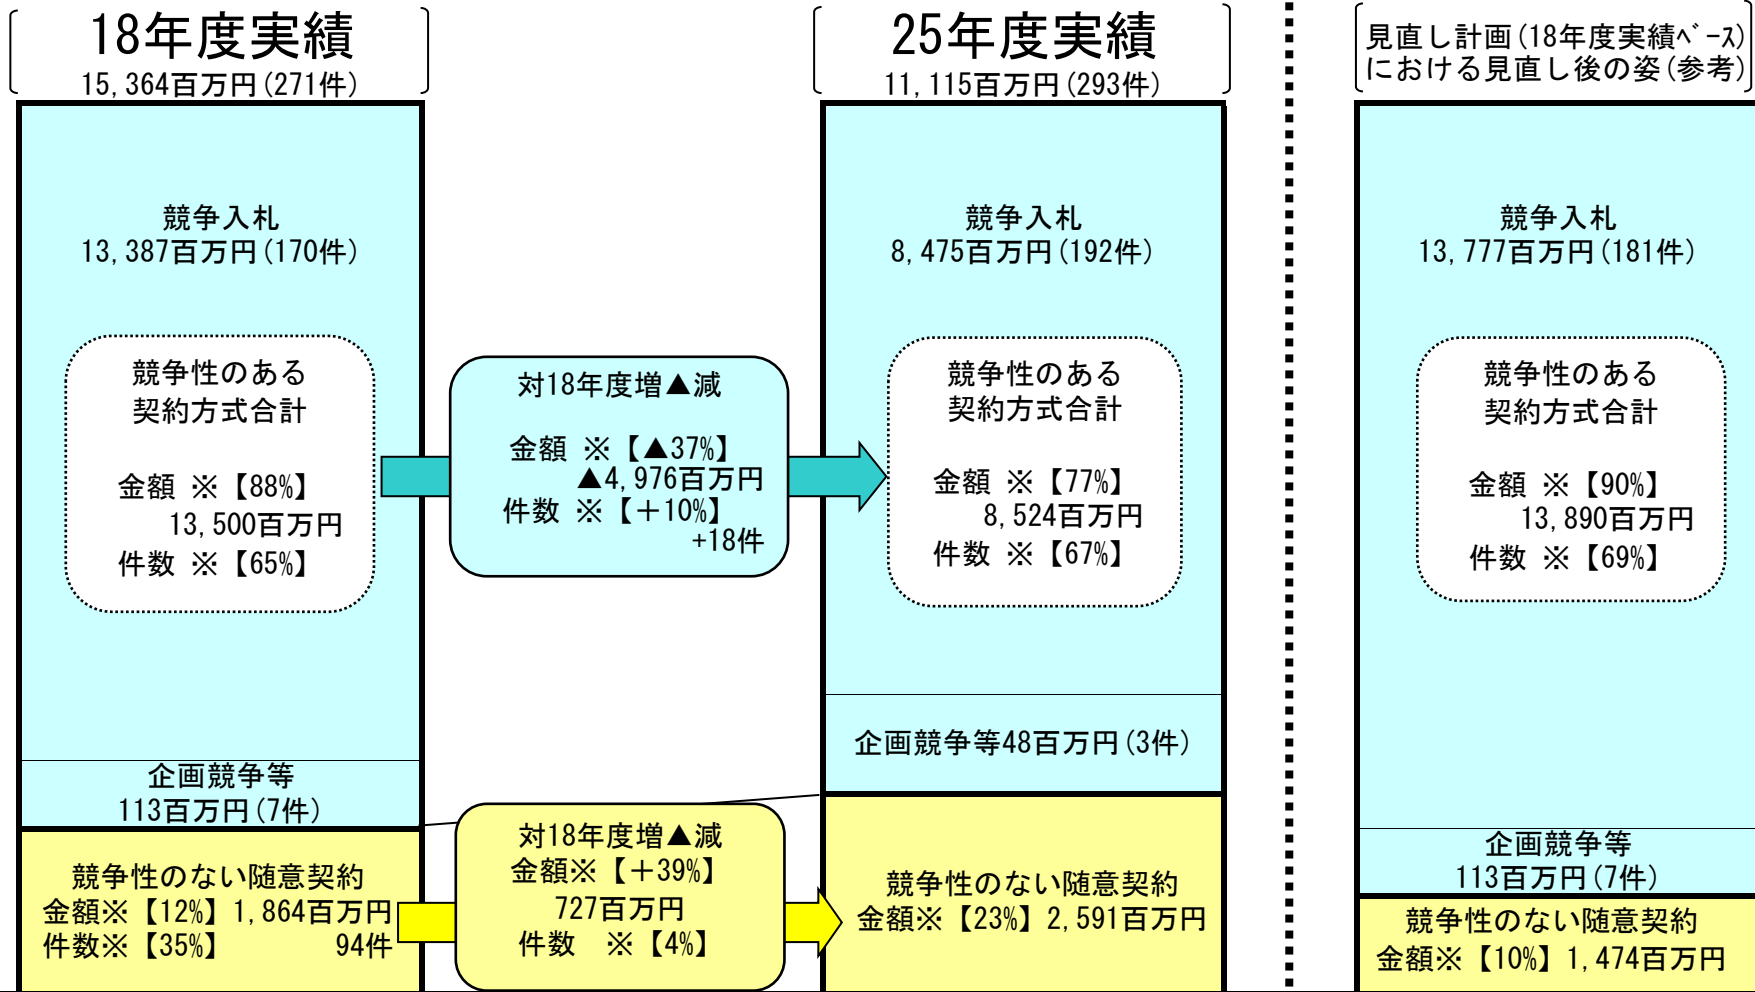 18年度実績
15,364百万円(271件)
競争入札
13,387百万円(170件)
競争性のある
契約方式合計
金額 ※【88%】
13,500百万円
件数 ※【65%】
企画競争等
113百万円(7件)
競争性のない随意契約
金額※【12%】1,864百万円
件数※【35%】 94件
対18年度増▲減
金額 ※【▲37%】
▲4,976百万円
件数 ※【+10%】
+18件
対18年度増▲減
金額※【+39%】
727百万円
件数 ※【4%】
25年度実績
11,115百万円(293件)
競争入札
8,475百万円(192件)
競争性のある
契約方式合計
金額 ※【77%】
8,524百万円
件数 ※【67%】
企画競争等48百万円(3件)
競争性のない随意契約
金額※【23%】2,591百万円
見直し計画(18年度実績ﾍﾞｰｽ)
における見直し後の姿(参考)
競争入札
13,777百万円(181件)
競争性のある
契約方式合計
金額 ※【90%】
13,890百万円
件数 ※【69%】
企画競争等
113百万円(7件)
競争性のない随意契約
金額※【10%】1,474百万円